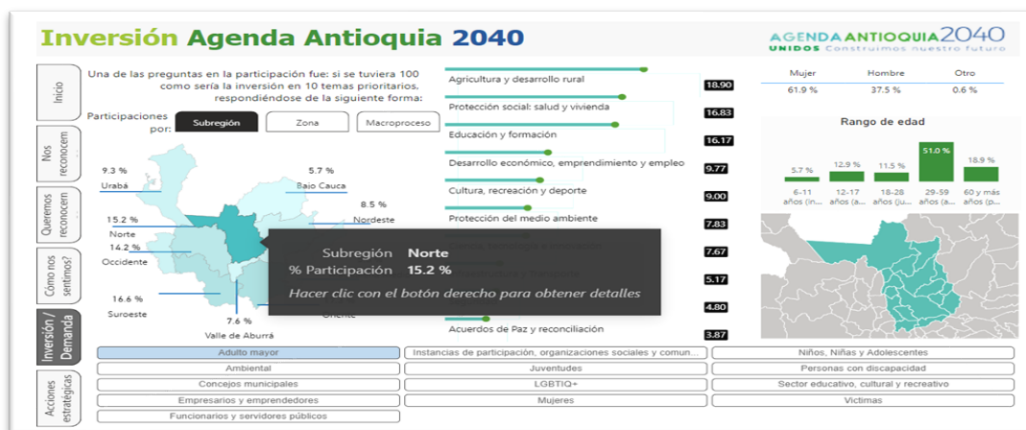 Inversión Agenda Antioquia 2040
AGENDA ANTIOQUIA 2040
UNIDOS Construimos nuestro futuro
Inicio
Nos reconocem ...
Queremos reconocem ...
Cómo nos sentimos?
Inversión / Demanda
Acciones estratégicas
Una de las preguntas en la participación fue: si se tuviera 100
como sería la inversión en 10 temas prioritarios,
respondiéndose de la siguiente forma:
Participaciones
por:
Subregión
Zona
Macroproceso
9.3 %
Urabá
5.7 %
Bajo Cauca
8.5 %
Nordeste
15.2 %
Norte
14.2 %
Occidente
16.6 %
Suroeste
7.6 %
Valle de Aburrá
Oriente
Subregión Norte
% Participación 15.2 %
Hacer clic con el botón derecho para obtener detalles
Agricultura y desarrollo rural
18.90
Protección social: salud y vivienda
16.83
Educación y formación
16.17
Desarrollo económico, emprendimiento y empleo
9.77
Cultura, recreación y deporte
9.00
Protección del medio ambiente
7.83
7.67
5.17
4.80
Acuerdos de Paz y reconciliación
3.87
Mujer Hombre Otro
61.9 % 37.5 % 0.6 %
Rango de edad
5.7 % 12.9 % 11.5 % 51.0 % 18.9 %
6-11 12-17 18-28 29-59 60 y más
años (in... años (a... años (ju... años (a... años (p...
Adulto mayor
Instancias de participación, organizaciones sociales y comun...
Niños, Niñas y Adolescentes
Ambiental
Juventudes
Personas con discapacidad
Concejos municipales
LGBTIQ+
Sector educativo, cultural y recreativo
Empresarios y emprendedores
Mujeres
Victimas
Funcionarios y servidores públicos